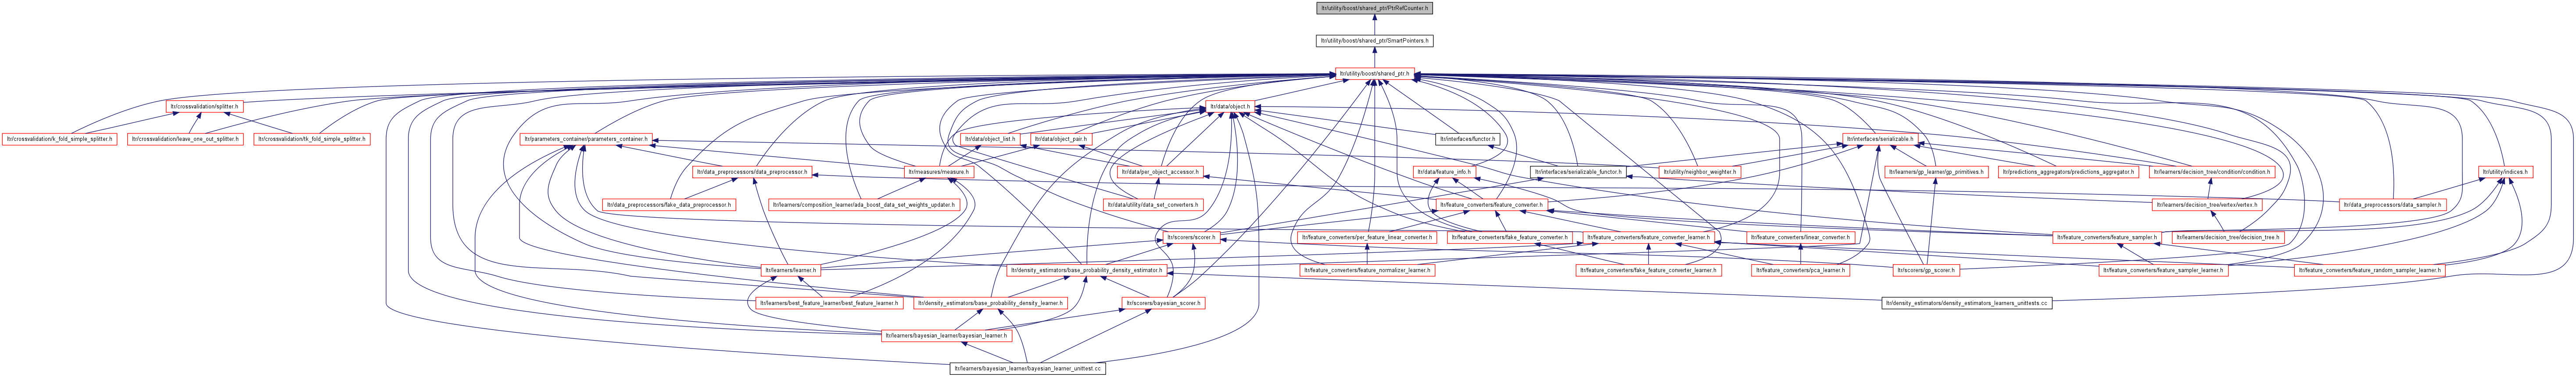 ltr/utility/boost/shared_ptr/PtrRefCounter.h
ltr/utility/boost/shared_ptr/SmartPointers.h
ltr/utility/boost/shared_ptr.h
ltr/crossvalidation/splitter.h
ltr/data/object.h
ltr/crossvalidation/k_fold_simple_splitter.h
ltr/crossvalidation/leave_one_out_splitter.h
ltr/crossvalidation/tk_fold_simple_splitter.h
ltr/parameters_container/parameters_container.h
ltr/data/object_list.h
ltr/data/object_pair.h
ltr/interfaces/functor.h
ltr/interfaces/serializable.h
ltr/data_preprocessors/data_preprocessor.h
ltr/measures/measure.h
ltr/data/per_object_accessor.h
ltr/data/feature_info.h
ltr/interfaces/serializable_functor.h
ltr/utility/neighbor_weighter.h
ltr/learners/gp_learner/gp_primitives.h
ltr/predictions_aggregators/predictions_aggregator.h
ltr/learners/decision_tree/condition/condition.h
ltr/utility/indices.h
ltr/data_preprocessors/fake_data_preprocessor.h
ltr/learners/composition_learner/ada_boost_data_set_weights_updater.h
ltr/data/utility/data_set_converters.h
ltr/feature_converters/feature_converter.h
ltr/learners/decision_tree/vertex/vertex.h
ltr/data_preprocessors/data_sampler.h
ltr/scorers/scorer.h
ltr/feature_converters/per_feature_linear_converter.h
ltr/feature_converters/fake_feature_converter.h
ltr/feature_converters/feature_converter_learner.h
ltr/feature_converters/linear_converter.h
ltr/feature_converters/feature_sampler.h
ltr/learners/decision_tree/decision_tree.h
ltr/learners/learner.h
ltr/density_estimators/base_probability_density_estimator.h
ltr/feature_converters/feature_normalizer_learner.h
ltr/feature_converters/fake_feature_converter_learner.h
ltr/feature_converters/pca_learner.h
ltr/scorers/gp_scorer.h
ltr/feature_converters/feature_sampler_learner.h
ltr/feature_converters/feature_random_sampler_learner.h
ltr/learners/best_feature_learner/best_feature_learner.h
ltr/density_estimators/base_probability_density_learner.h
ltr/scorers/bayesian_scorer.h
ltr/density_estimators/density_estimators_learners_unittests.cc
ltr/learners/bayesian_learner/bayesian_learner.h
ltr/learners/bayesian_learner/bayesian_learner_unittest.cc